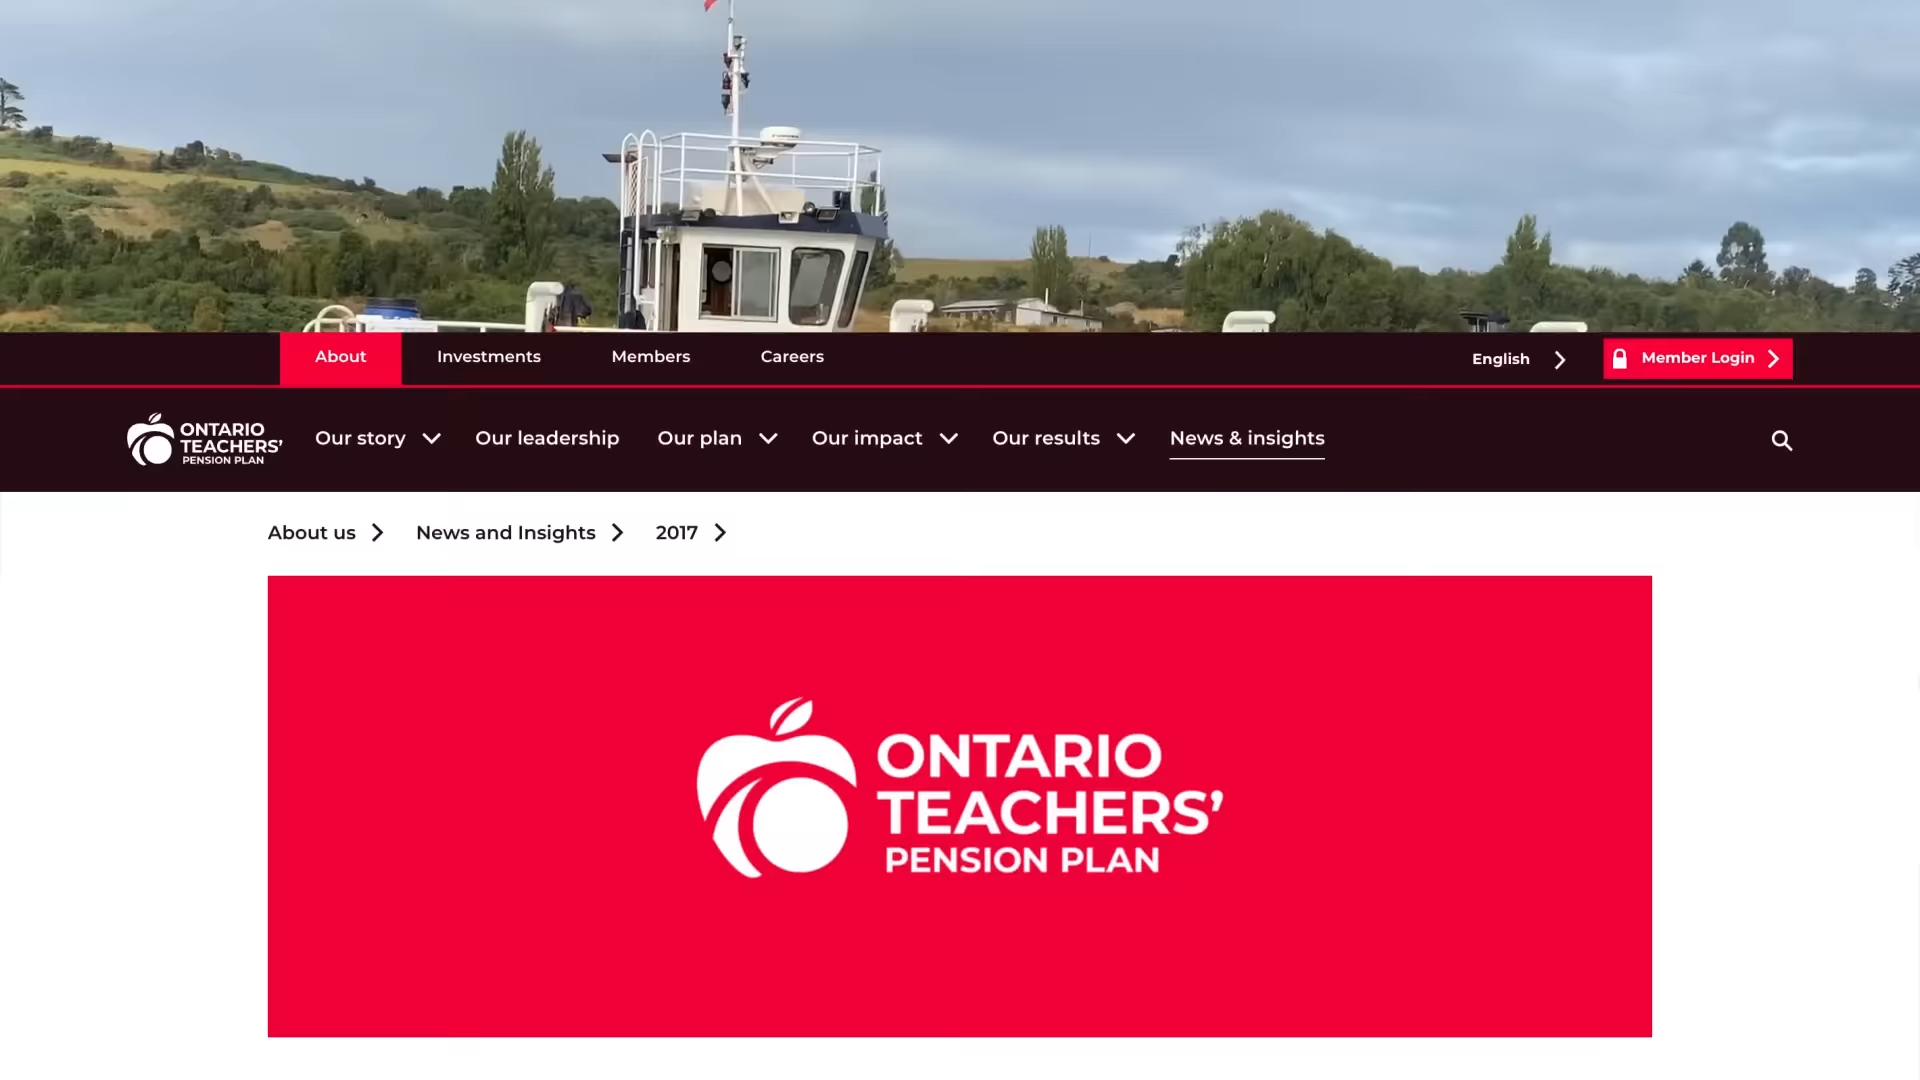 About Investments Members Careers English Member Login
ONTARIO
TEACHERS'
PENSION PLAN
Our story Our leadership Our plan Our impact Our results News & insights
About us News and Insights 2017
ONTARIO
TEACHERS'
PENSION PLAN